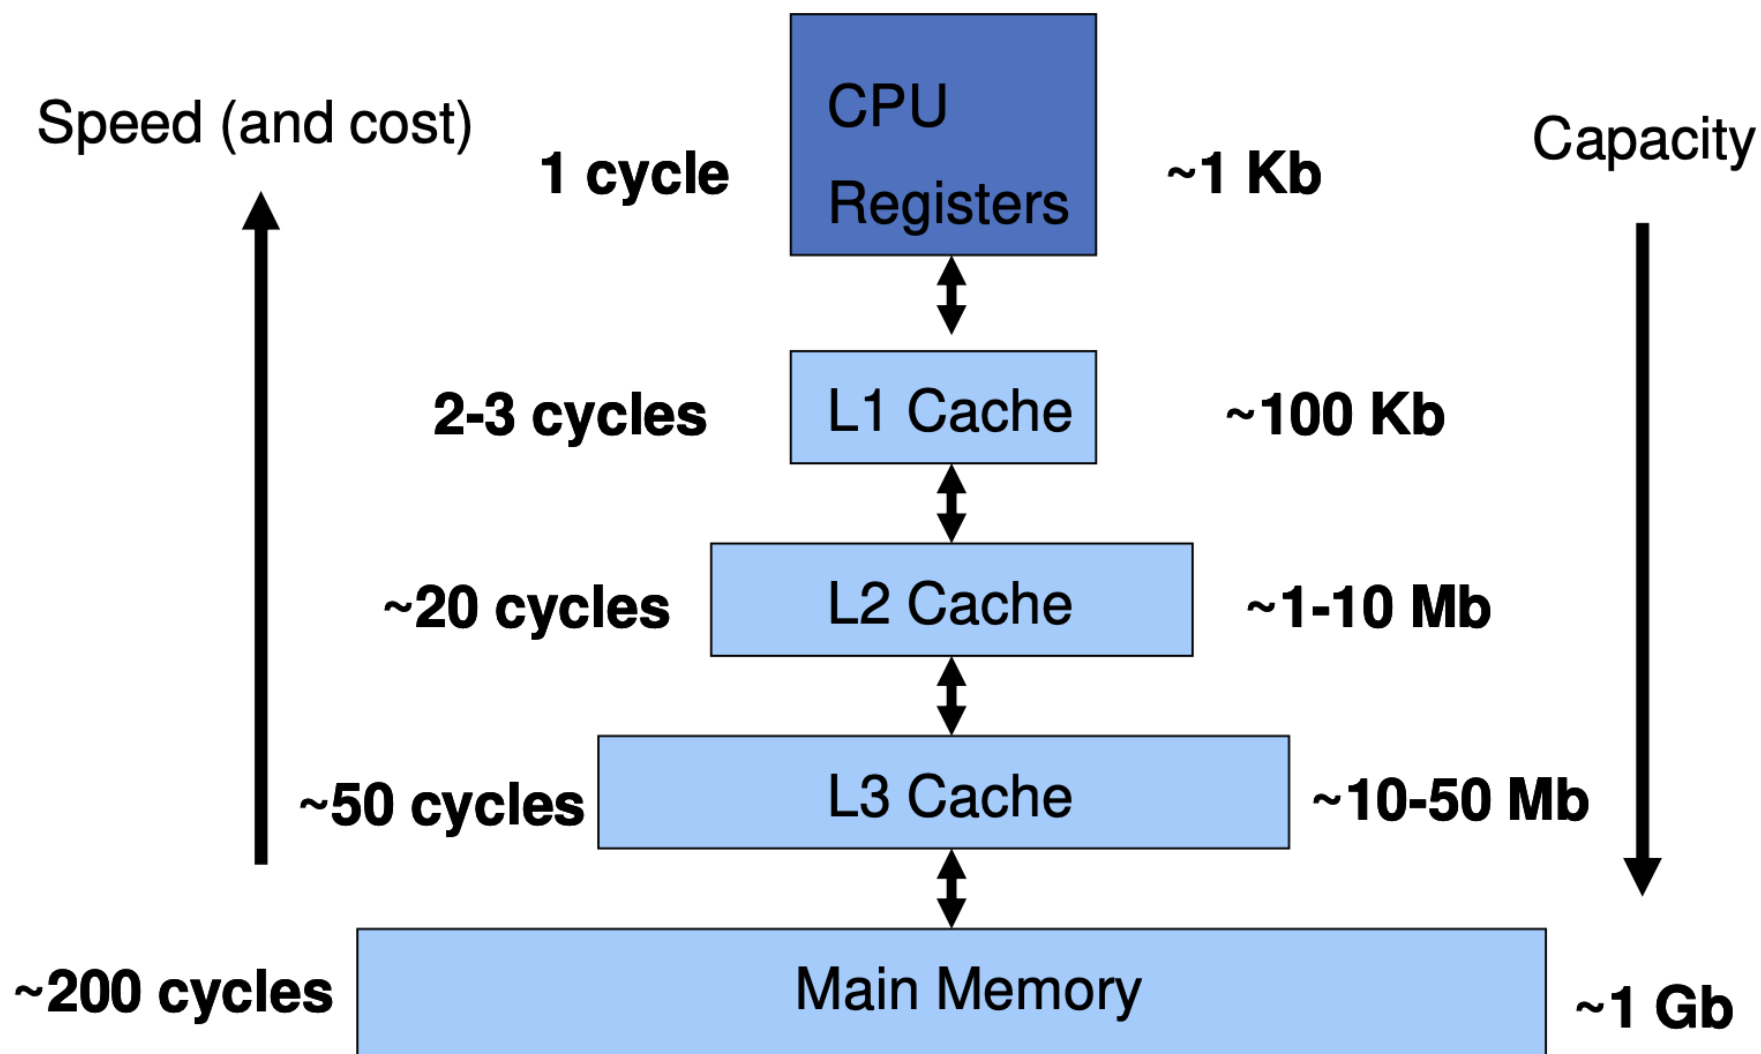 CPU
Registers
Speed (and cost)
1 cycle
~1 Kb
Capacity
2-3 cycles
L1 Cache
~100 Kb
~20 cycles
L2 Cache
~1-10 Mb
~50 cycles
L3 Cache
~10-50 Mb
~200 cycles
Main Memory
~1 Gb